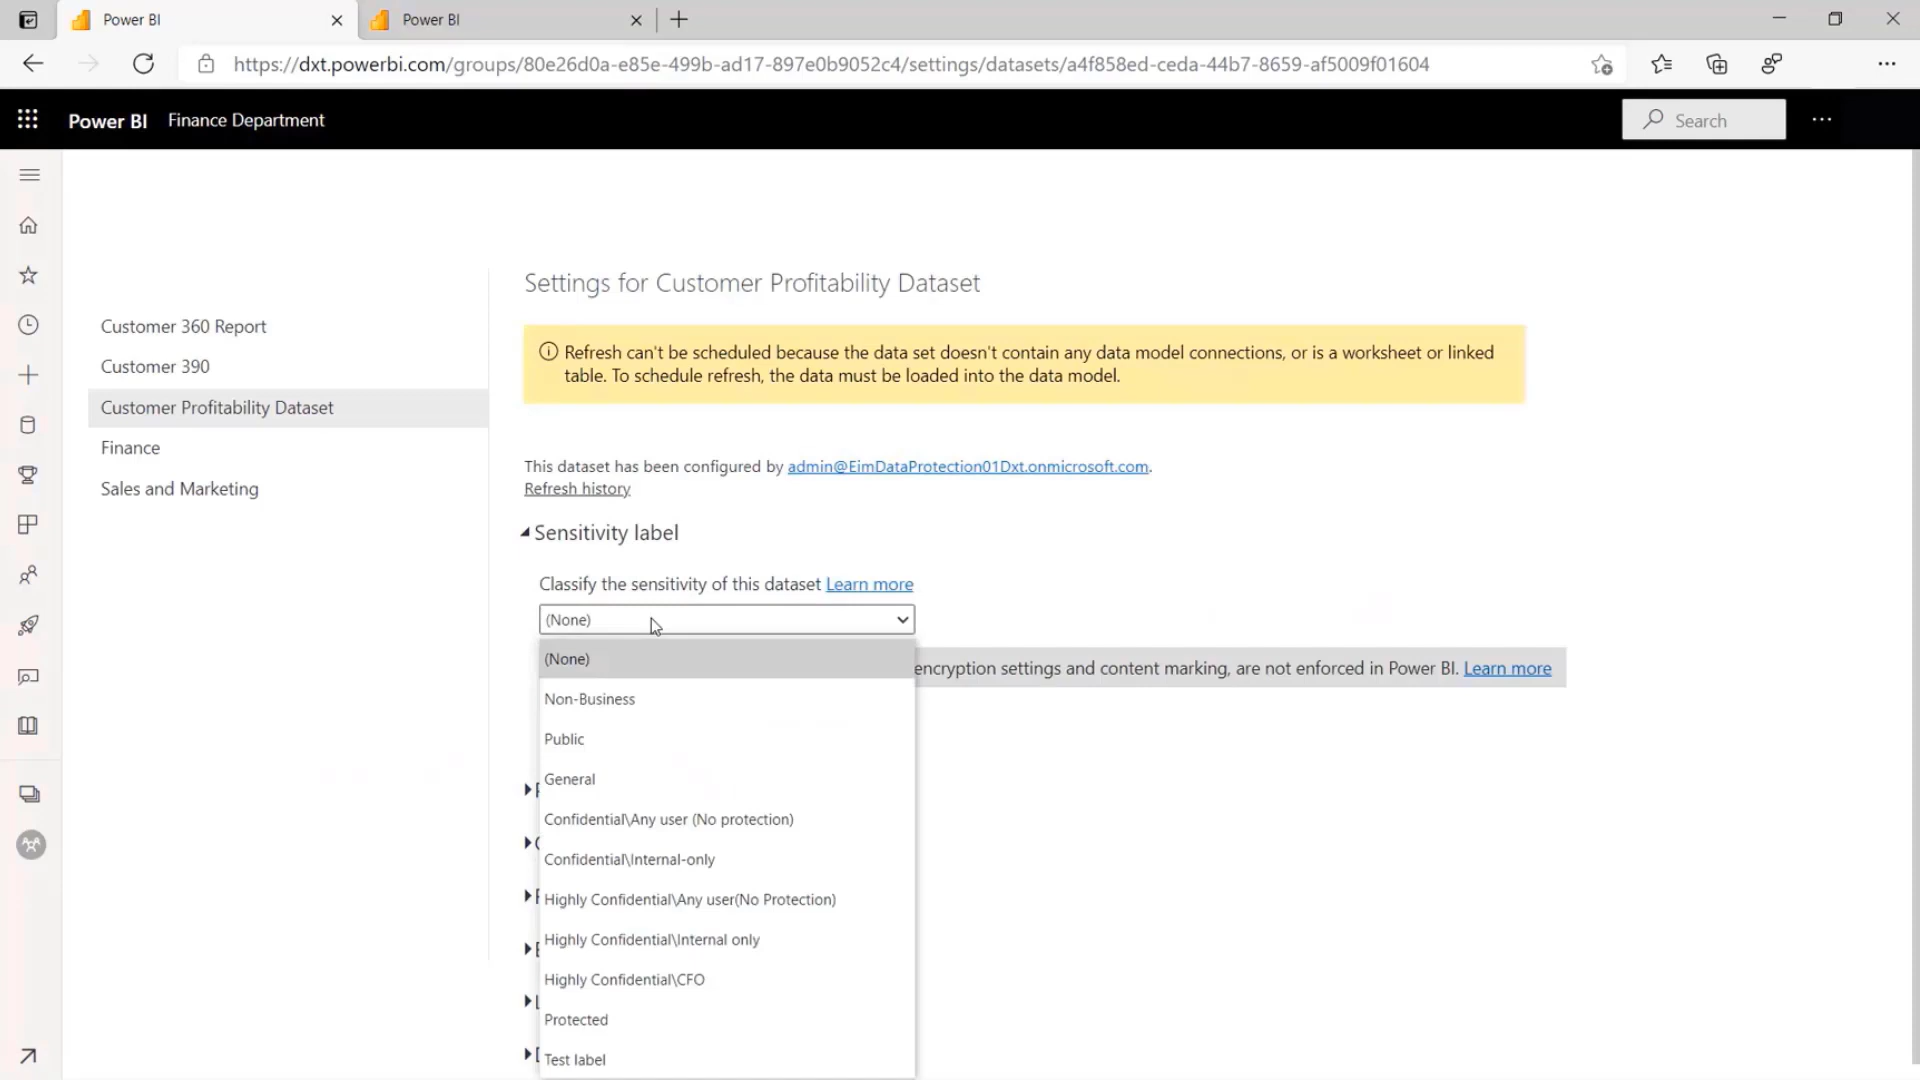 Power BI
Power BI
https://dxt.powerbi.com/groups/80e26d0a-e85e-499b-ad17-897e0b9052c4/settings/datasets/a4f858ed-ceda-44b7-8659-af5009f01604
Power BI Finance Department
Search
Settings for Customer Profitability Dataset
Customer 360 Report
Customer 390
Customer Profitability Dataset
Finance
Sales and Marketing
Refresh can't be scheduled because the data set doesn't contain any data model connections, or is a worksheet or linked
table. To schedule refresh, the data must be loaded into the data model.
This dataset has been configured by admin@EimDataProtection01Dxt.onmicrosoft.com.
Refresh history
Sensitivity label
Classify the sensitivity of this dataset Learn more
(None)
(None)
encryption settings and content marking, are not enforced in Power BI. Learn more
Non-Business
Public
General
Confidential\Any user (No protection)
Confidential\Internal-only
Highly Confidential\Any user(No Protection)
Highly Confidential\Internal only
Highly Confidential\CFO
Protected
Test label